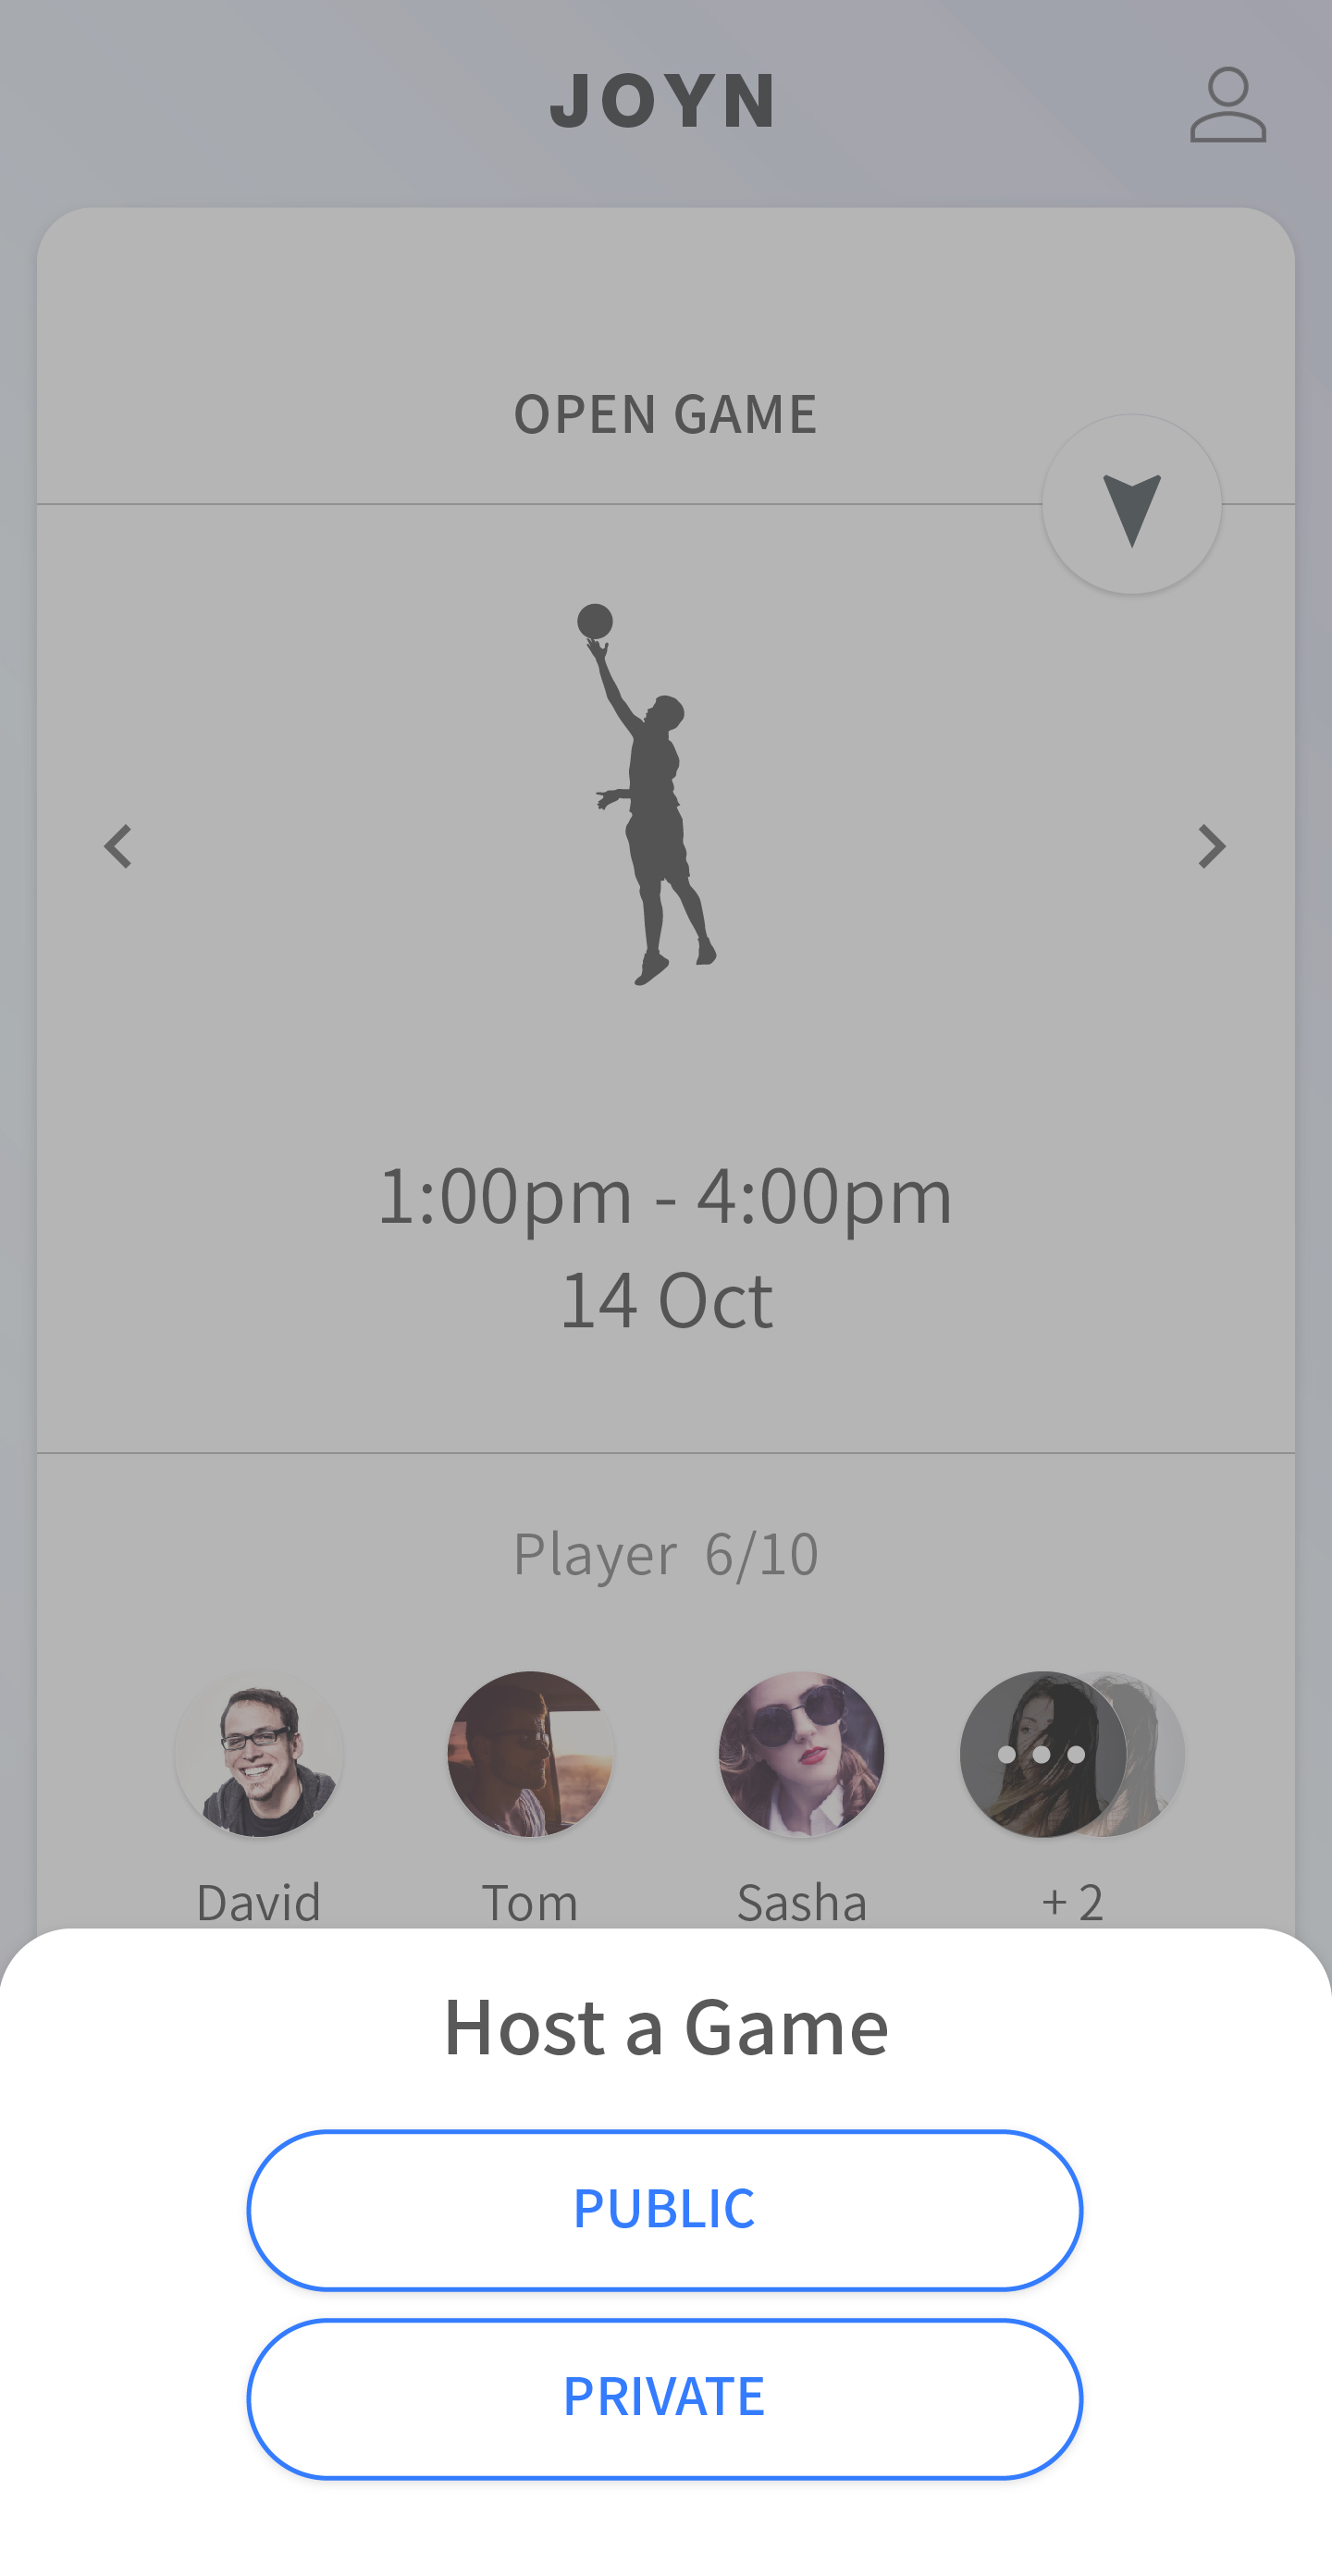 JOYN
OPEN GAME
1:00pm - 4:00pm
14 Oct
Player 6/10
David Tom Sasha + 2
Host a Game
PUBLIC
PRIVATE